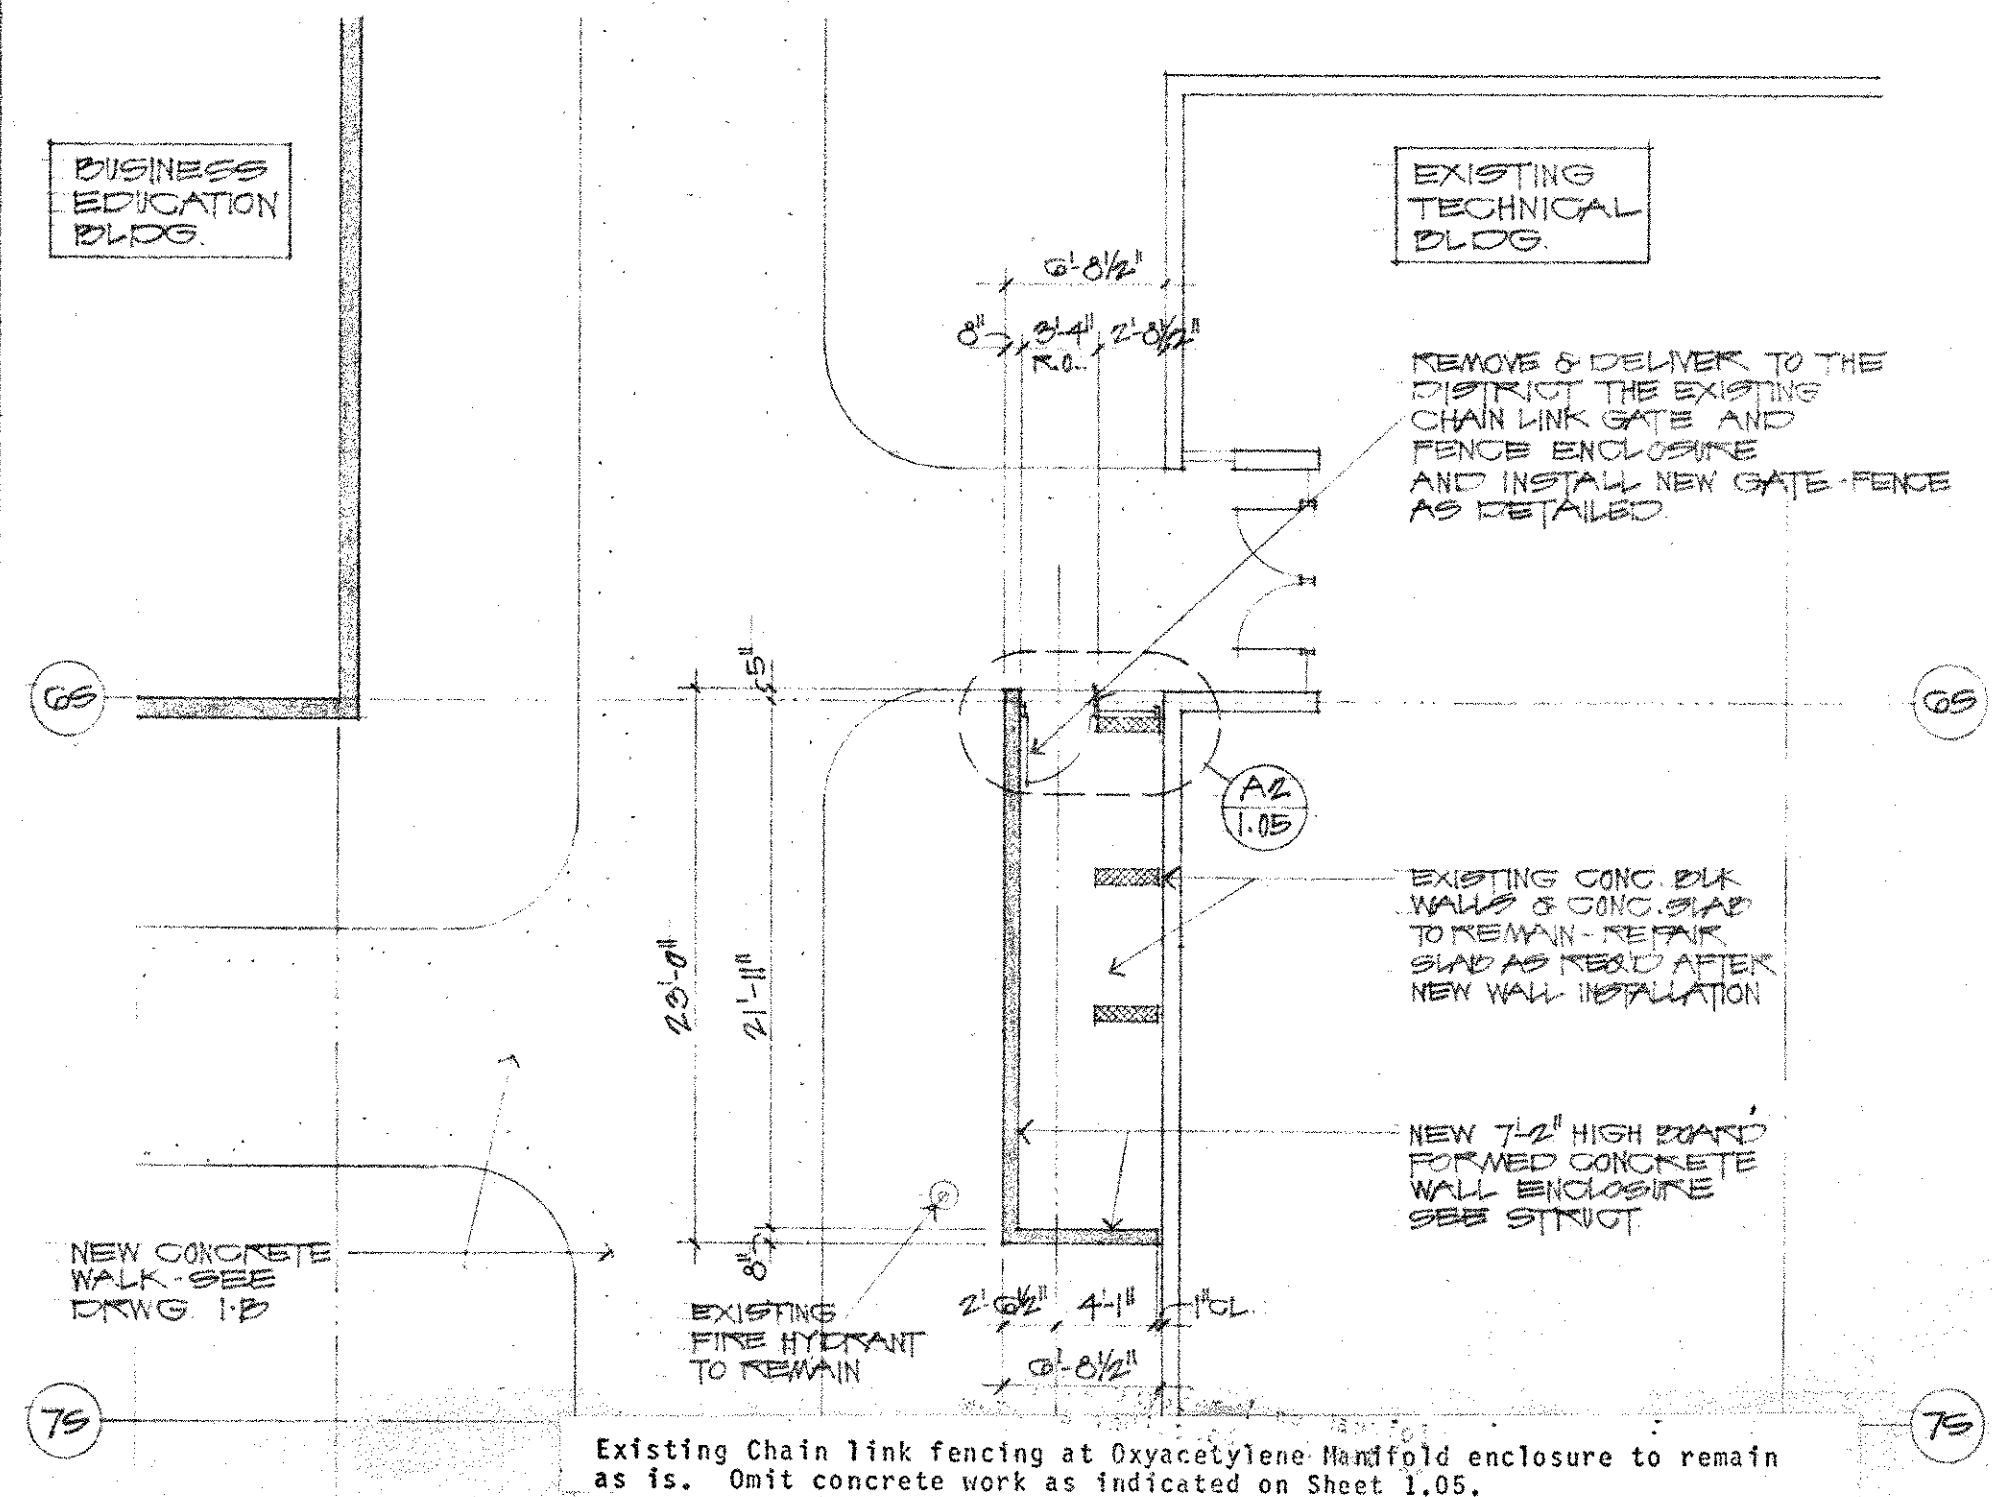 BUSINESS
EDUCATION
BLDG.
EXISTING
TECHNICAL
BLDG.
6'-8½"
8"
3'-4"
2'-8½"
R.O.
REMOVE & DELIVER TO THE
DISTRICT THE EXISTING
CHAIN LINK GATE AND
FENCE ENCLOSURE
AND INSTALL NEW GATE-FENCE
AS DETAILED
5"
6S
6S
A2
1.05
EXISTING CONC. BLK
WALLS & CONC. SLAB
TO REMAIN - REPAIR
SLAB AS REQ'D AFTER
NEW WALL INSTALLATION
23'-0"
21'-11"
NEW 7'-2" HIGH BOARD
FORMED CONCRETE
WALL ENCLOSURE
SEE STRUCT
NEW CONCRETE
WALK - SEE
DRWG. 1-B
8"
EXISTING
FIRE HYDRANT
TO REMAIN
2'-6½"
4'-1"
1" CL.
6'-8½"
7S
7S
Existing Chain link fencing at Oxyacetylene Manifold enclosure to remain
as is. Omit concrete work as indicated on Sheet 1.05.